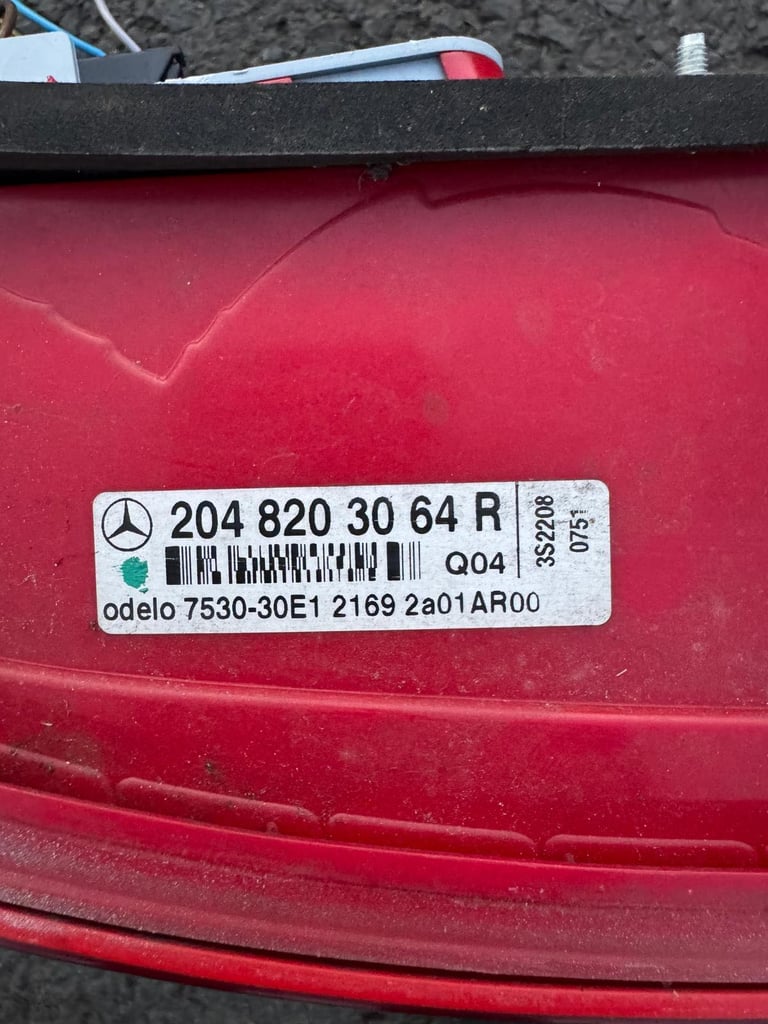 204 820 30 64 R
Q04
odelo 7530-30E1 2169 2a01AR00
3S2208
0751